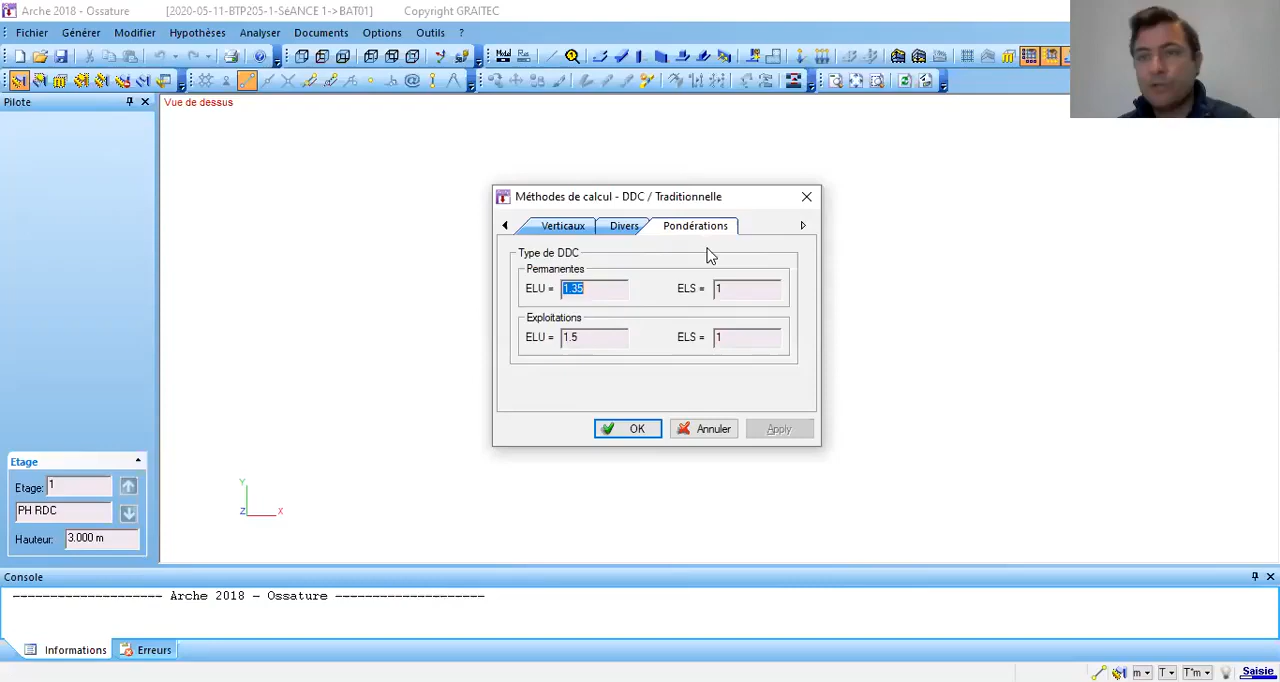 Arche 2018 - Ossature [2020-05-11-BTP205-1-SéANCE 1->BAT01] Copyright GRAITEC
Fichier Générer Modifier Hypothèses Analyser Documents Options Outils ?
Pilote
Vue de dessus
Méthodes de calcul - DDC / Traditionnelle
Verticaux Divers Pondérations
Type de DDC
Permanentes
ELU = 1.35 ELS = 1
Exploitations
ELU = 1.5 ELS = 1
OK Annuler Apply
Etage
Etage: 1
PH RDC
Hauteur: 3.000 m
Y
Z X
Console
-------------------- Arche 2018 - Ossature --------------------
Informations Erreurs
m T T*m Saisie